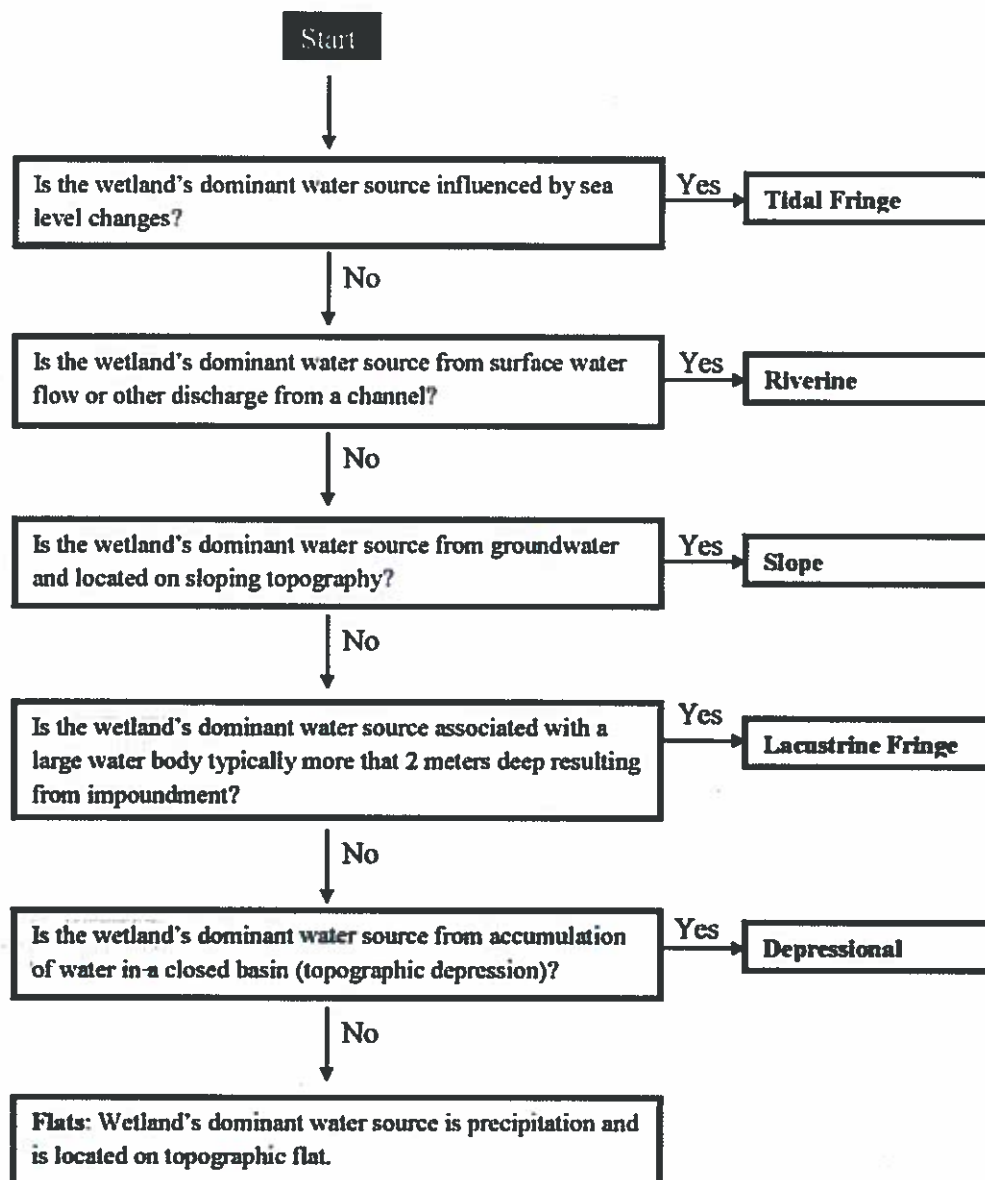 Start
Is the wetland's dominant water source influenced by sea
level changes?
Yes
Tidal Fringe
No
Is the wetland's dominant water source from surface water
flow or other discharge from a channel?
Yes
Riverine
No
Is the wetland's dominant water source from groundwater
and located on sloping topography?
Yes
Slope
No
Is the wetland's dominant water source associated with a
large water body typically more that 2 meters deep resulting
from impoundment?
Yes
Lacustrine Fringe
No
Is the wetland's dominant water source from accumulation
of water in-a closed basin (topographic depression)?
Yes
Depressional
No
Flats: Wetland's dominant water source is precipitation and
is located on topographic flat.